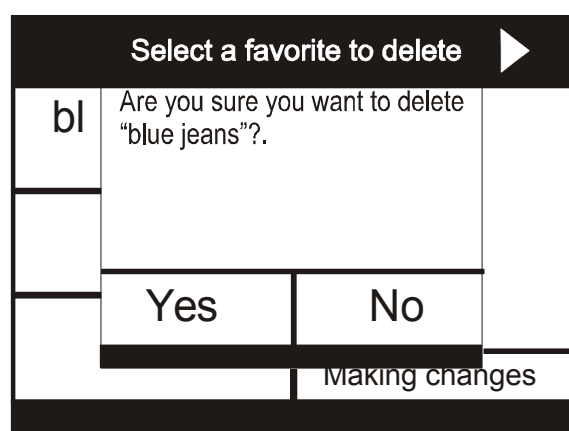 Select a favorite to delete
bl
Are you sure you want to delete
“blue jeans”?.
Yes
No
Making changes